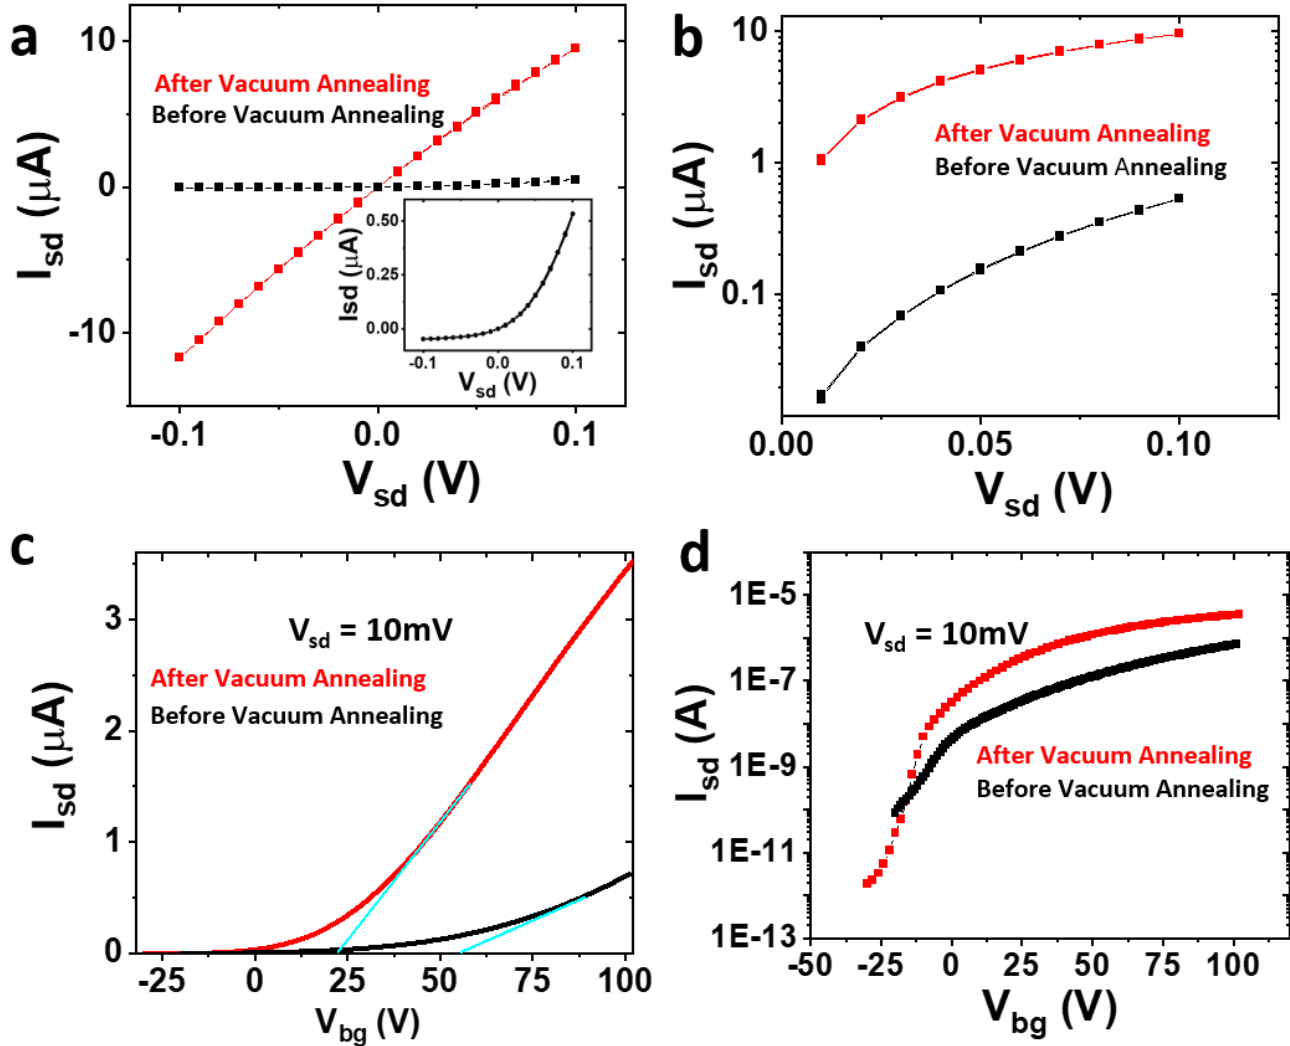 a
After Vacuum Annealing
Before Vacuum Annealing
I_sd (μA)
10
0
-10
-0.1
0.0
0.1
V_sd (V)
Isd (μA)
0.50
0.25
0.00
-0.1
0.0
0.1
V_sd (V)
b
I_sd (μA)
10
1
0.1
After Vacuum Annealing
Before Vacuum Annealing
0.00
0.05
0.10
V_sd (V)
c
V_sd = 10mV
After Vacuum Annealing
Before Vacuum Annealing
I_sd (μA)
3
2
1
0
-25
0
25
50
75
100
V_bg (V)
d
V_sd = 10mV
After Vacuum Annealing
Before Vacuum Annealing
I_sd (A)
1E-5
1E-7
1E-9
1E-11
1E-13
-50
-25
0
25
50
75
100
V_bg (V)